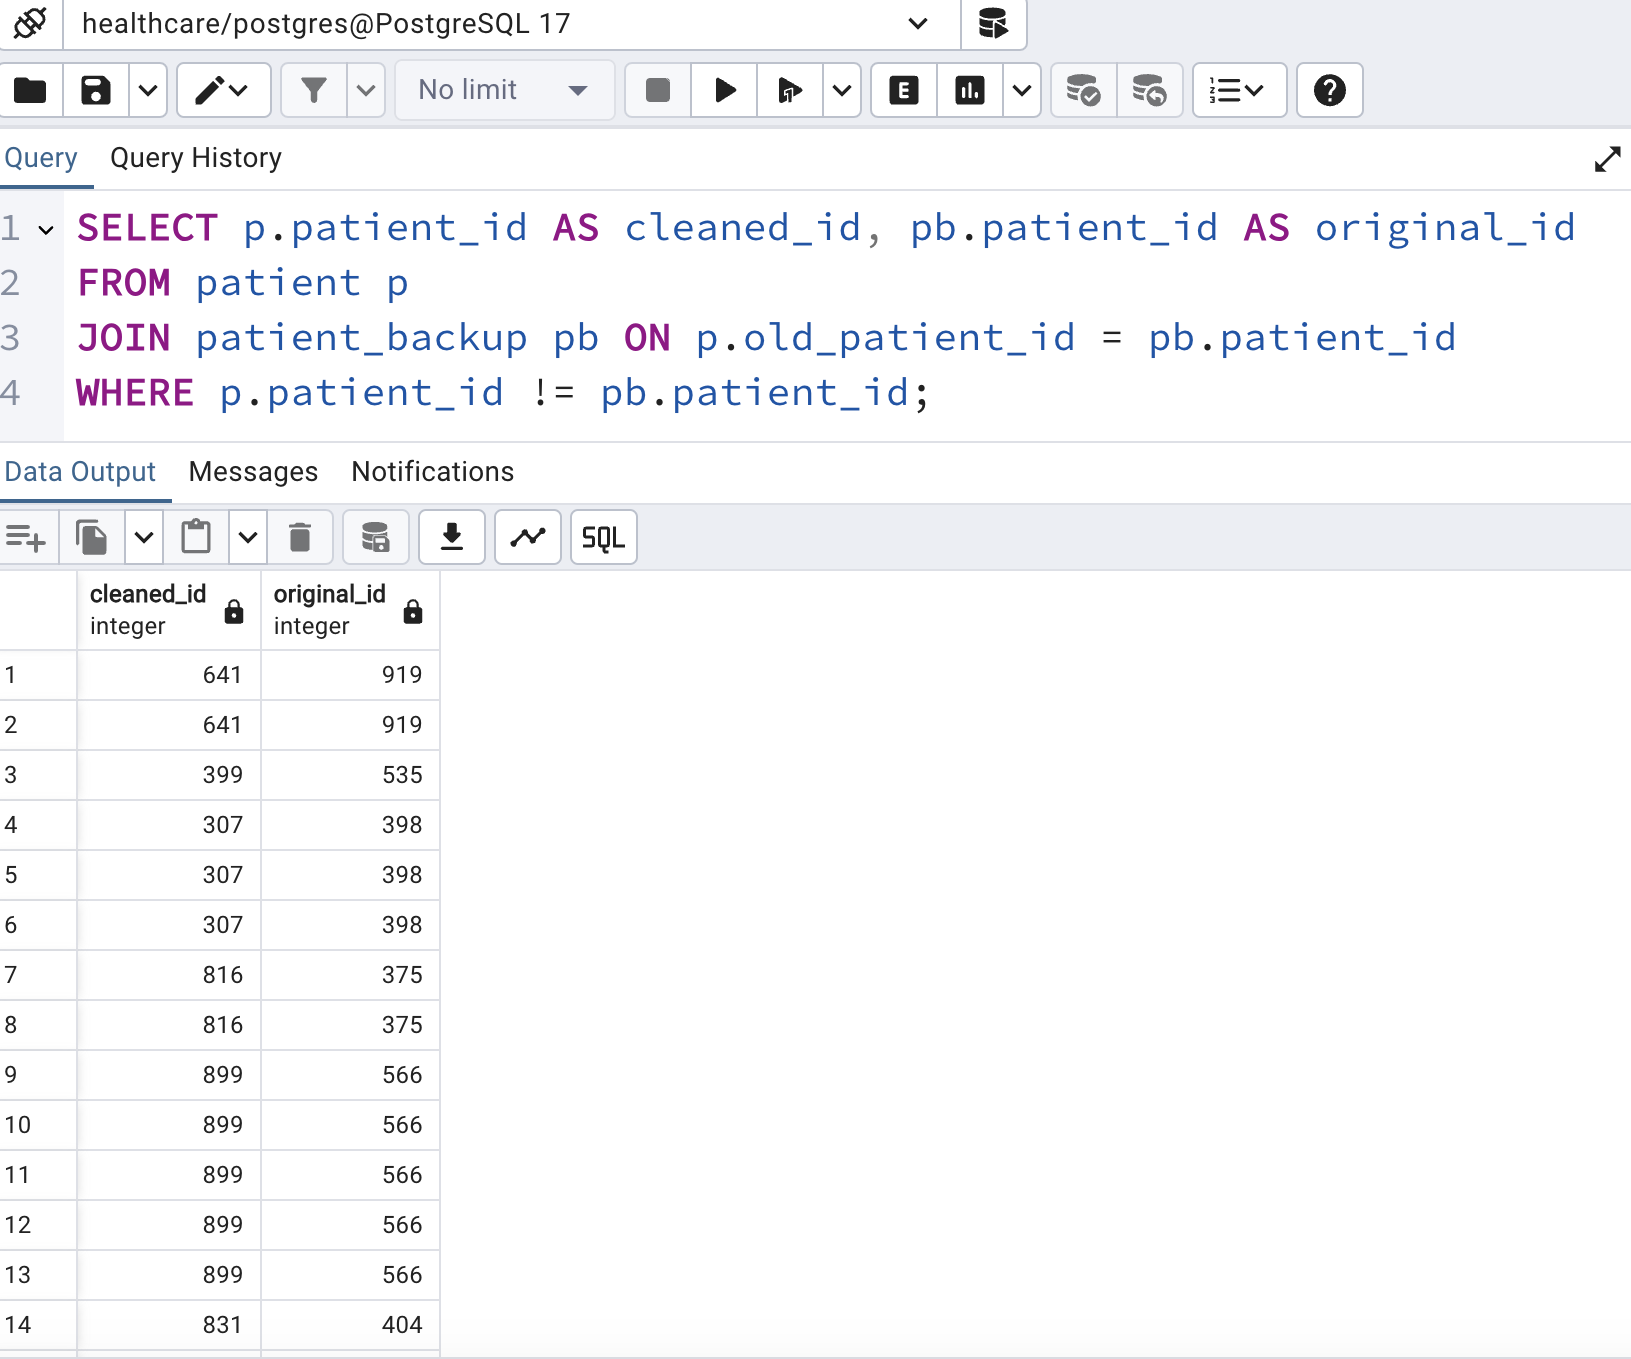 healthcare/postgres@PostgreSQL 17
No limit
E
Query Query History
1 SELECT p.patient_id AS cleaned_id, pb.patient_id AS original_id
2 FROM patient p
3 JOIN patient_backup pb ON p.old_patient_id = pb.patient_id
4 WHERE p.patient_id != pb.patient_id;
Data Output Messages Notifications
SQL
cleaned_id original_id
integer integer
1 641 919
2 641 919
3 399 535
4 307 398
5 307 398
6 307 398
7 816 375
8 816 375
9 899 566
10 899 566
11 899 566
12 899 566
13 899 566
14 831 404